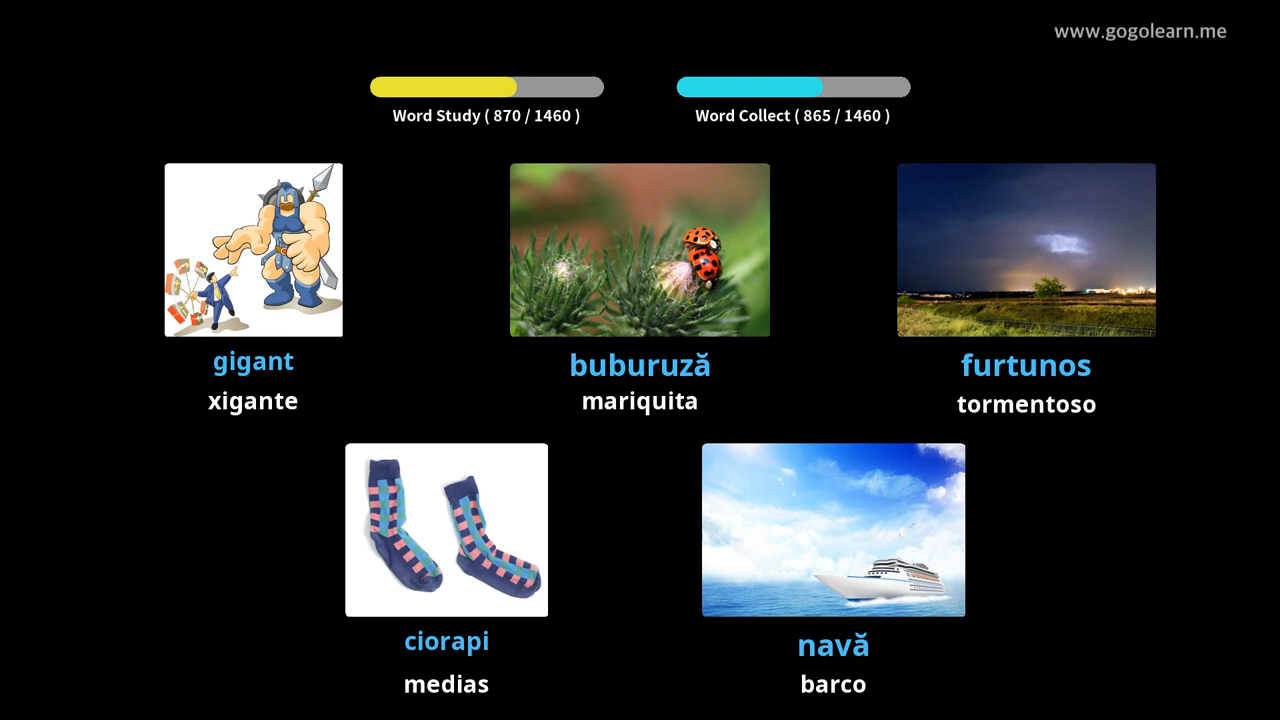 www.gogolearn.me
Word Study ( 870 / 1460 )
Word Collect ( 865 / 1460 )
gigant
xigante
buburuză
mariquita
furtunos
tormentoso
ciorapi
medias
navă
barco